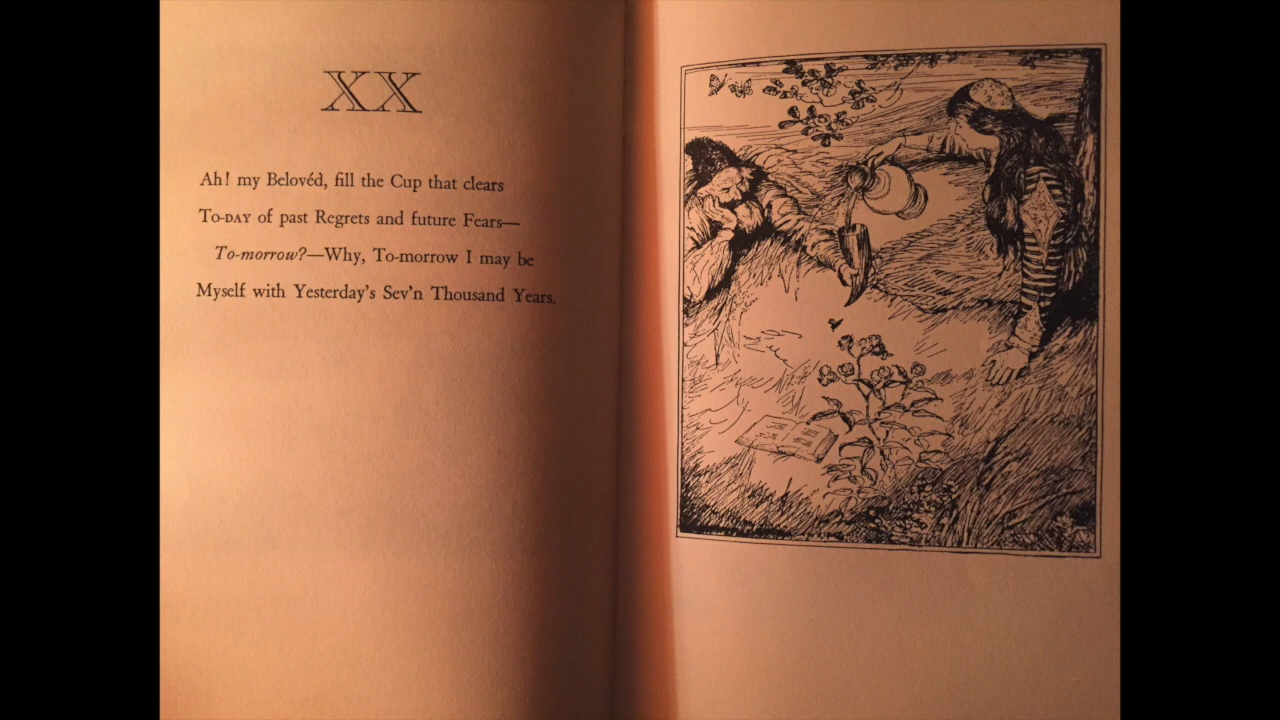 XX
Ah! my Belovéd, fill the Cup that clears
To-DAY of past Regrets and future Fears—
To-morrow?—Why, To-morrow I may be
Myself with Yesterday's Sev'n Thousand Years.